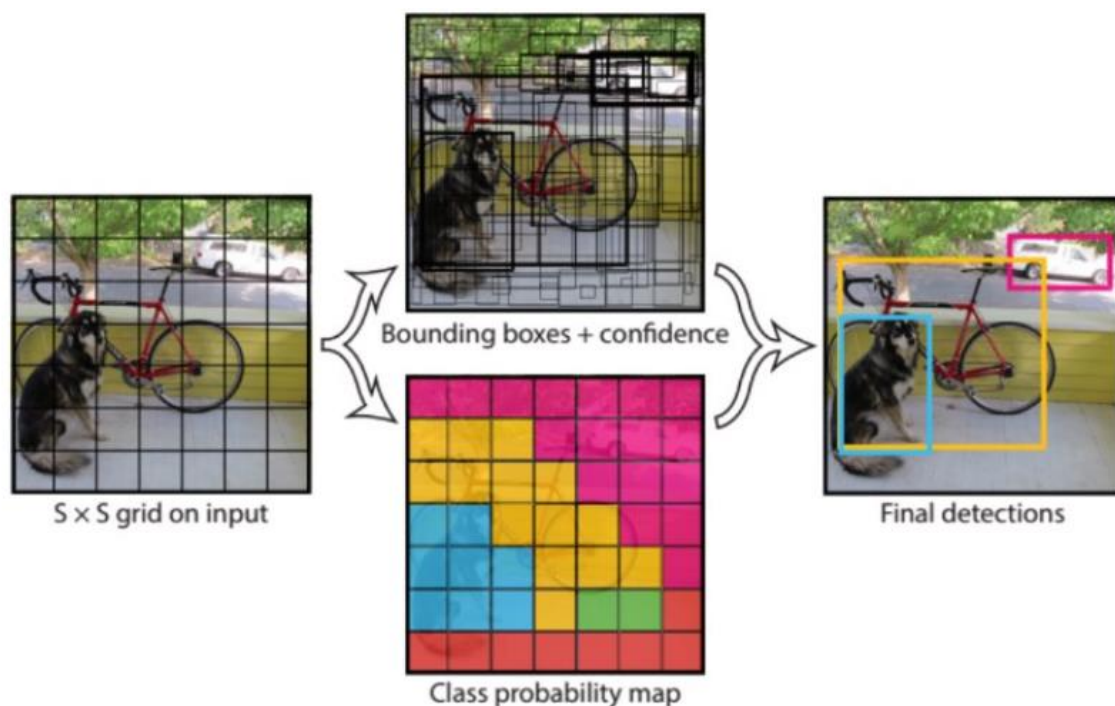 S × S grid on input
Bounding boxes + confidence
Class probability map
Final detections